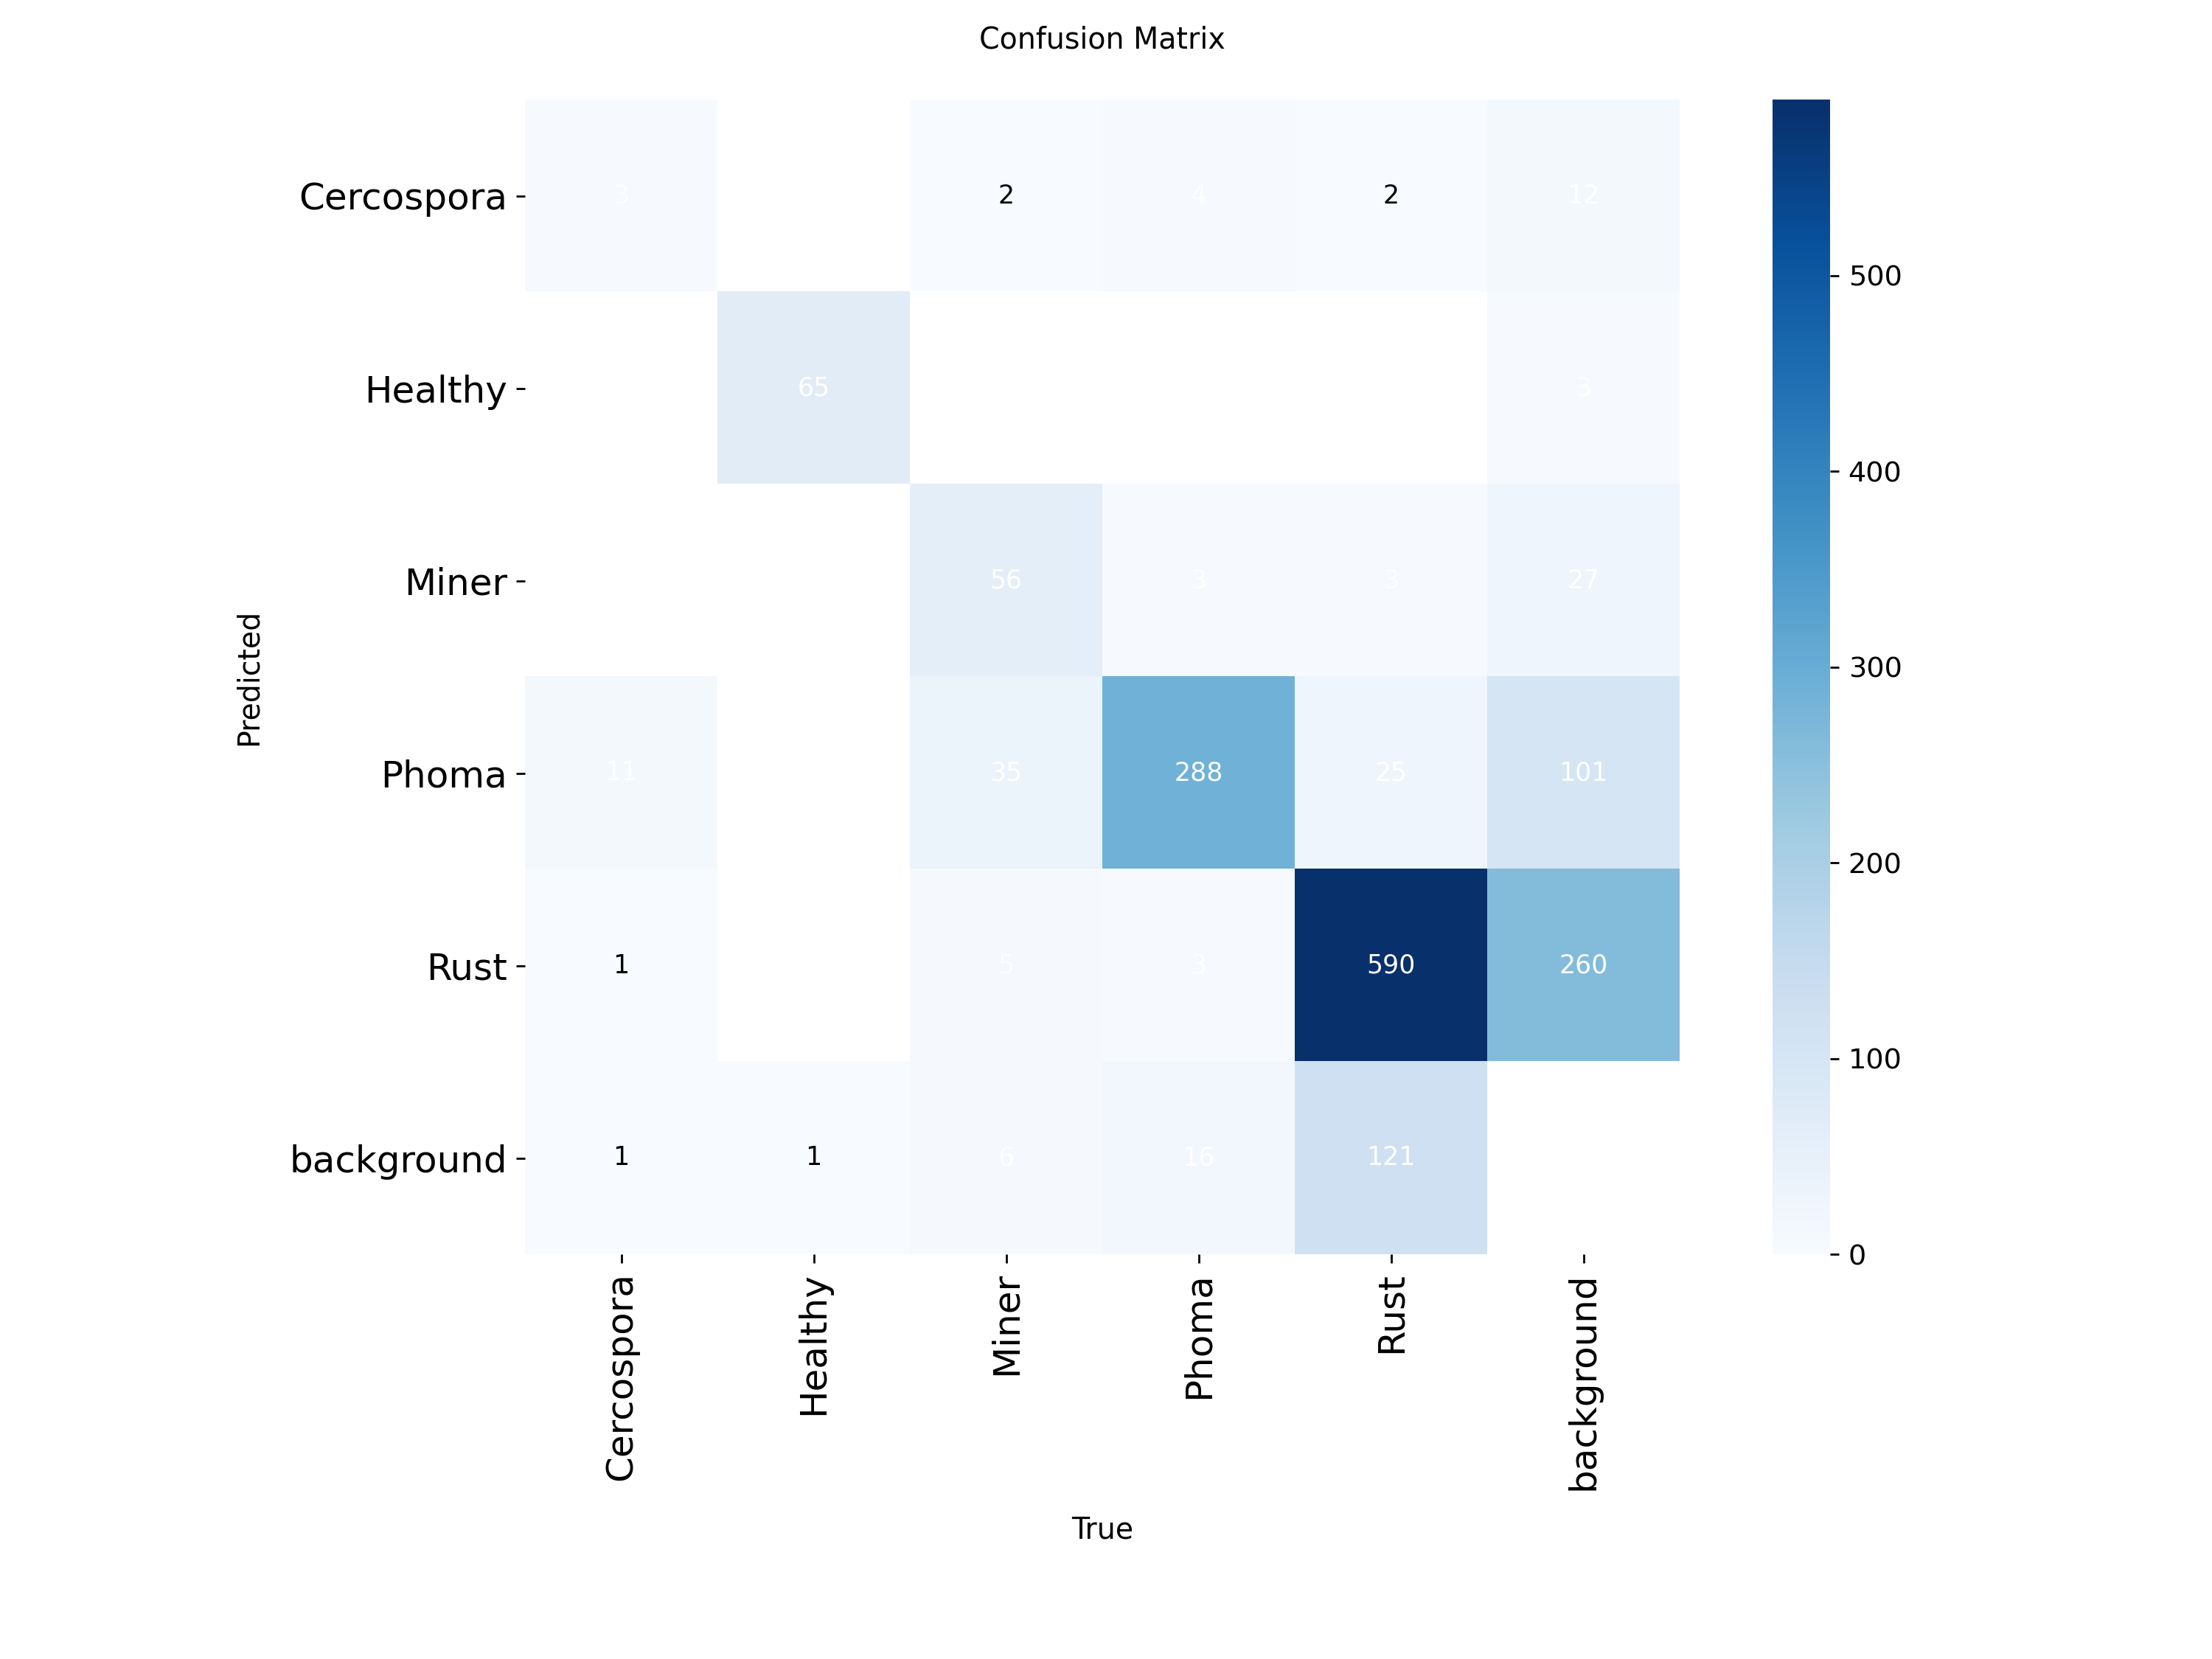 Confusion Matrix
Cercospora 3 2 4 2 12
Healthy 65 3
Miner 56 3 3 27
Phoma 11 35 288 25 101
Rust 1 5 3 590 260
background 1 1 6 16 121
Predicted
Cercospora Healthy Miner Phoma Rust background
True
500
400
300
200
100
0